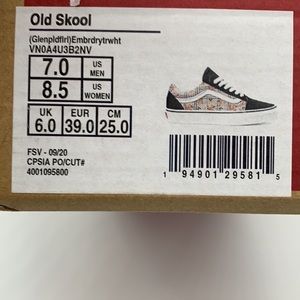 Old Skool
(Glenpldflrl)Embrdrytrwht
VN0A4U3B2NV
7.0 US MEN
8.5 US WOMEN
UK EUR CM
6.0 39.0 25.0
FSV - 09/20
CPSIA PO/CUT#
4001095800
1 94901 29581 5